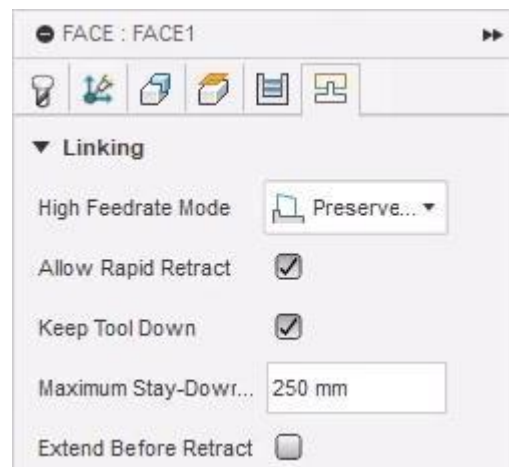 FACE : FACE1
Linking
High Feedrate Mode Preserve...
Allow Rapid Retract
Keep Tool Down
Maximum Stay-Dowr... 250 mm
Extend Before Retract